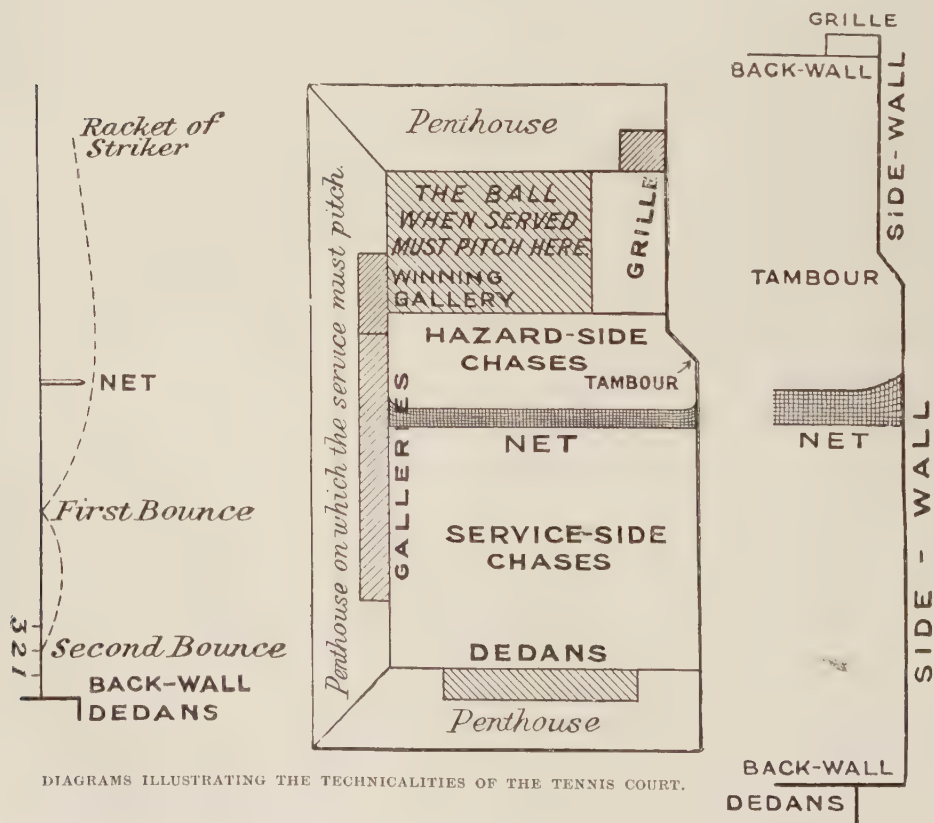 Racket of
Striker
NET
First Bounce
3
2
1
Second Bounce
BACK-WALL
DEDANS
Penthouse
Penthouse on which the service must pitch.
THE BALL
WHEN SERVED
MUST PITCH HERE
WINNING
GALLERY
GRILLE
HAZARD-SIDE
CHASES
TAMBOUR
GALLERIES
NET
SERVICE-SIDE
CHASES
DEDANS
Penthouse
GRILLE
BACK-WALL
SIDE-WALL
TAMBOUR
NET
SIDE-WALL
BACK-WALL
DEDANS
DIAGRAMS ILLUSTRATING THE TECHNICALITIES OF THE TENNIS COURT.